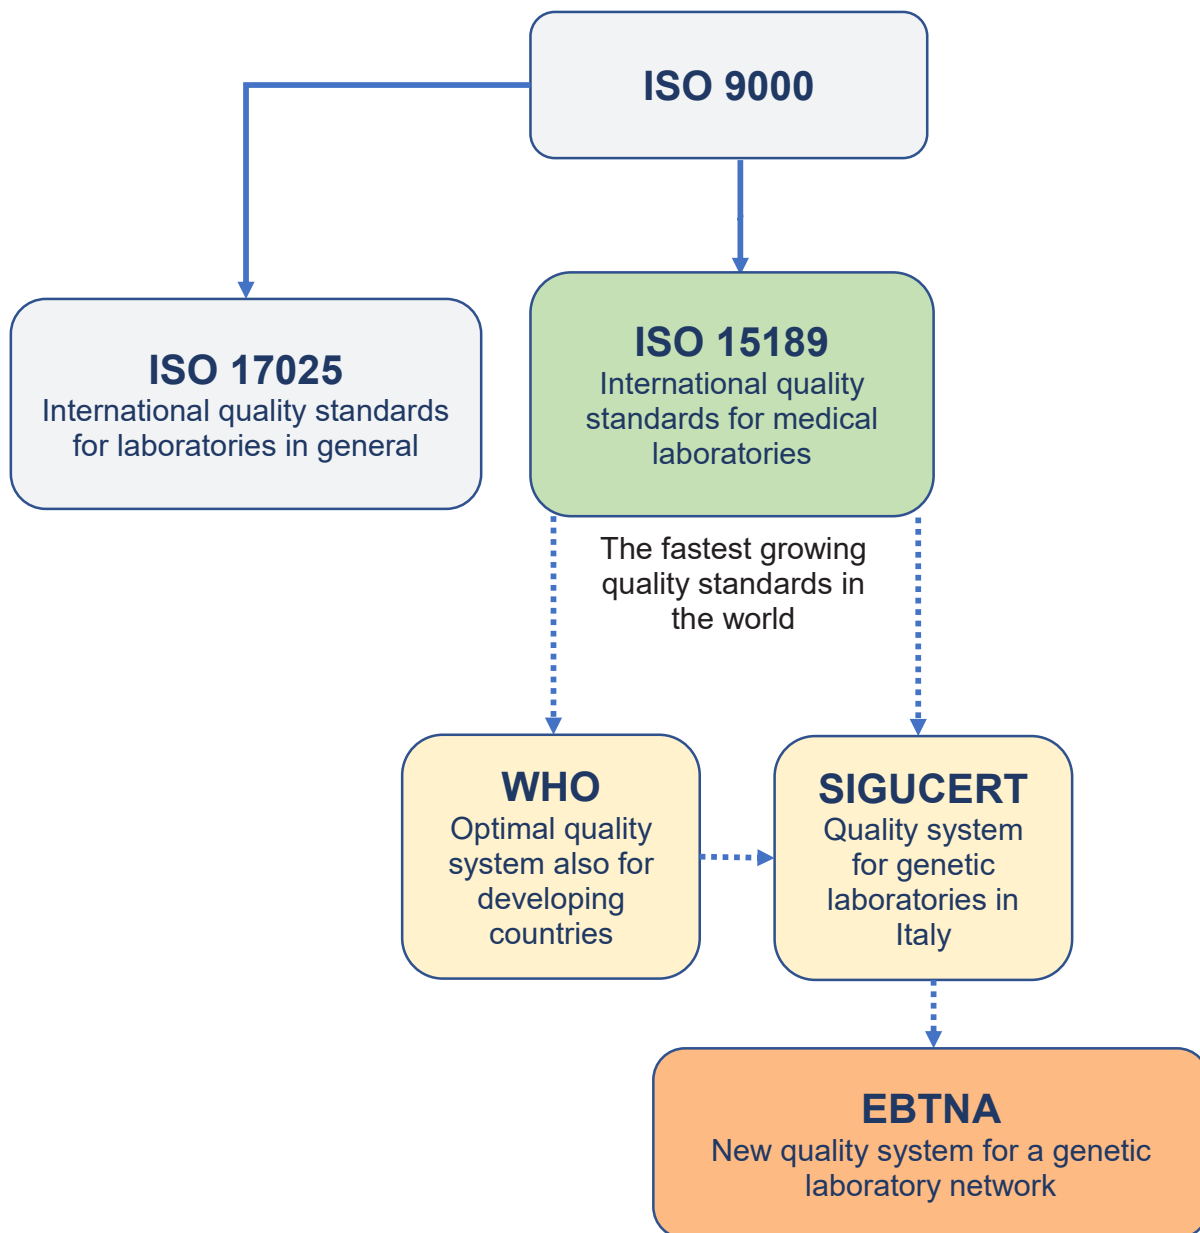 ISO 9000
ISO 17025
International quality standards
for laboratories in general
ISO 15189
International quality
standards for medical
laboratories
The fastest growing
quality standards in
the world
WHO
Optimal quality
system also for
developing
countries
SIGUCERT
Quality system
for genetic
laboratories in
Italy
EBTNA
New quality system for a genetic
laboratory network